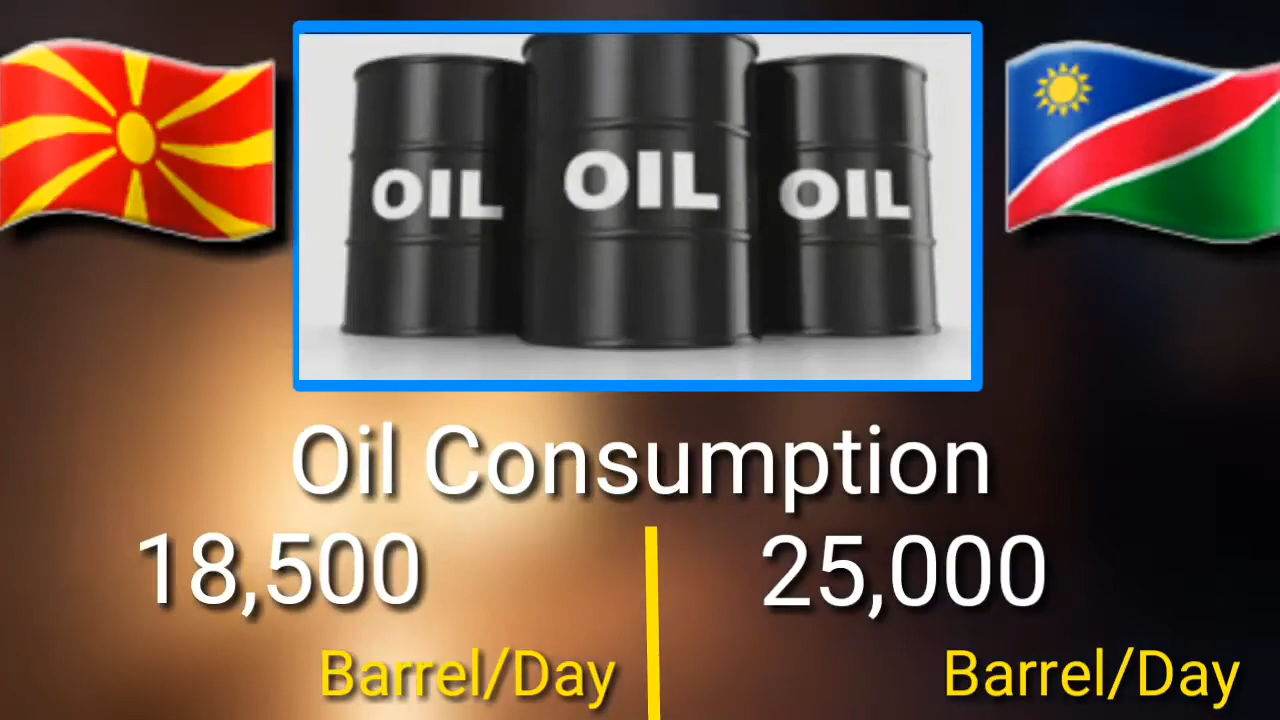 OIL OIL OIL
Oil Consumption
18,500 25,000
Barrel/Day Barrel/Day